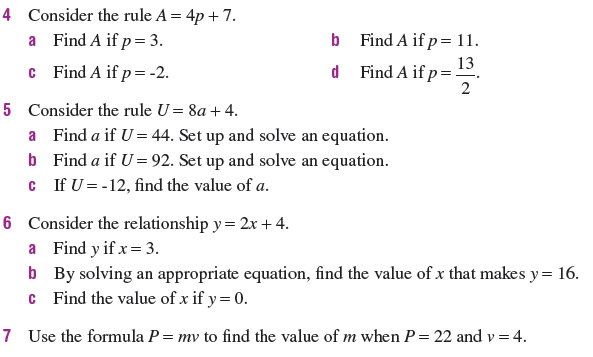 4 Consider the rule A = 4p + 7.
a Find A if p = 3. b Find A if p = 11.
c Find A if p = -2. d Find A if p = 13/2.
5 Consider the rule U = 8a + 4.
a Find a if U = 44. Set up and solve an equation.
b Find a if U = 92. Set up and solve an equation.
c If U = -12, find the value of a.
6 Consider the relationship y = 2x + 4.
a Find y if x = 3.
b By solving an appropriate equation, find the value of x that makes y = 16.
c Find the value of x if y = 0.
7 Use the formula P = mv to find the value of m when P = 22 and v = 4.